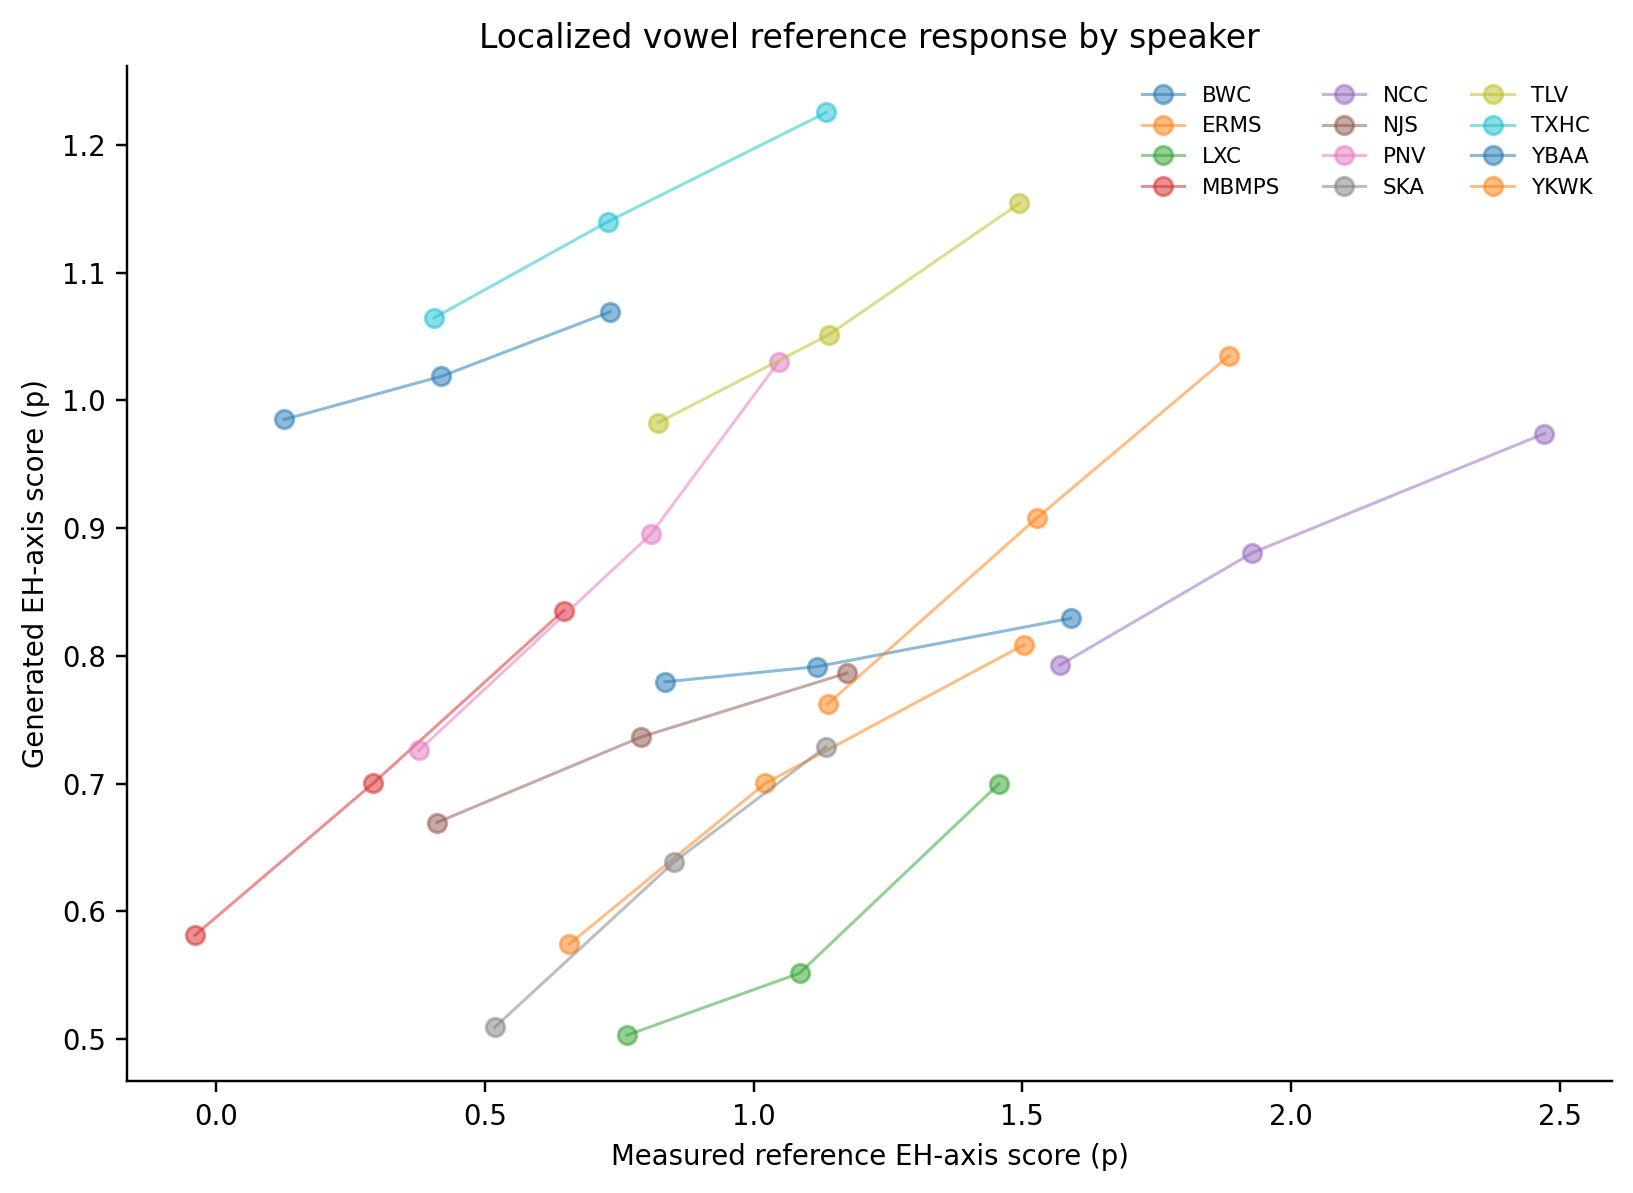 Localized vowel reference response by speaker
BWC
ERMS
LXC
MBMPS
NCC
NJS
PNV
SKA
TLV
TXHC
YBAA
YKWK
Generated EH-axis score (p)
1.2
1.1
1.0
0.9
0.8
0.7
0.6
0.5
0.0 0.5 1.0 1.5 2.0 2.5
Measured reference EH-axis score (p)